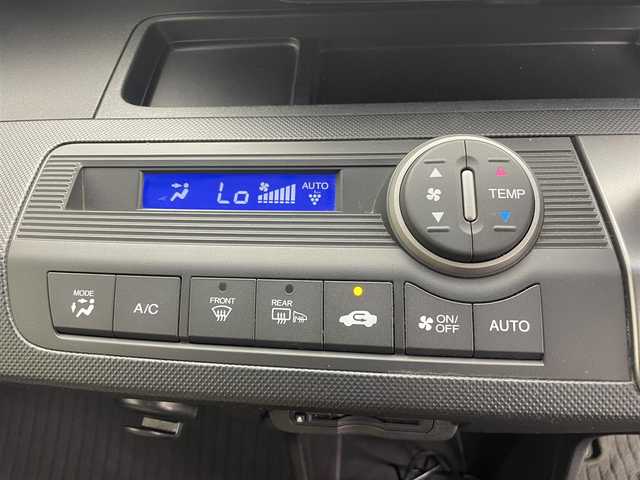 Lo AUTO
TEMP
MODE
A/C
FRONT
REAR
ON/
OFF
AUTO